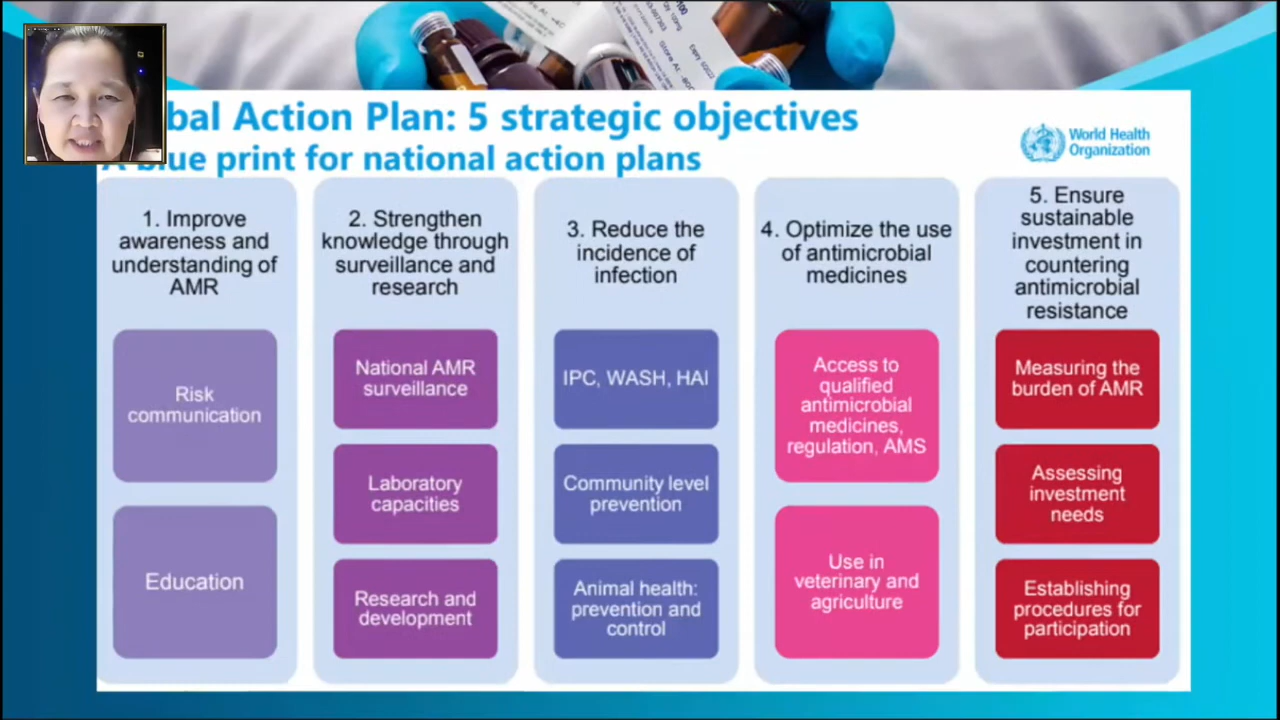 bal Action Plan: 5 strategic objectives
blue print for national action plans
World Health
Organization
1. Improve
awareness and
understanding of
AMR
Risk
communication
Education
2. Strengthen
knowledge through
surveillance and
research
National AMR
surveillance
Laboratory
capacities
Research and
development
3. Reduce the
incidence of
infection
IPC, WASH, HAI
Community level
prevention
Animal health:
prevention and
control
4. Optimize the use
of antimicrobial
medicines
Access to
qualified
antimicrobial
medicines,
regulation, AMS
Use in
veterinary and
agriculture
5. Ensure
sustainable
investment in
countering
antimicrobial
resistance
Measuring the
burden of AMR
Assessing
investment
needs
Establishing
procedures for
participation